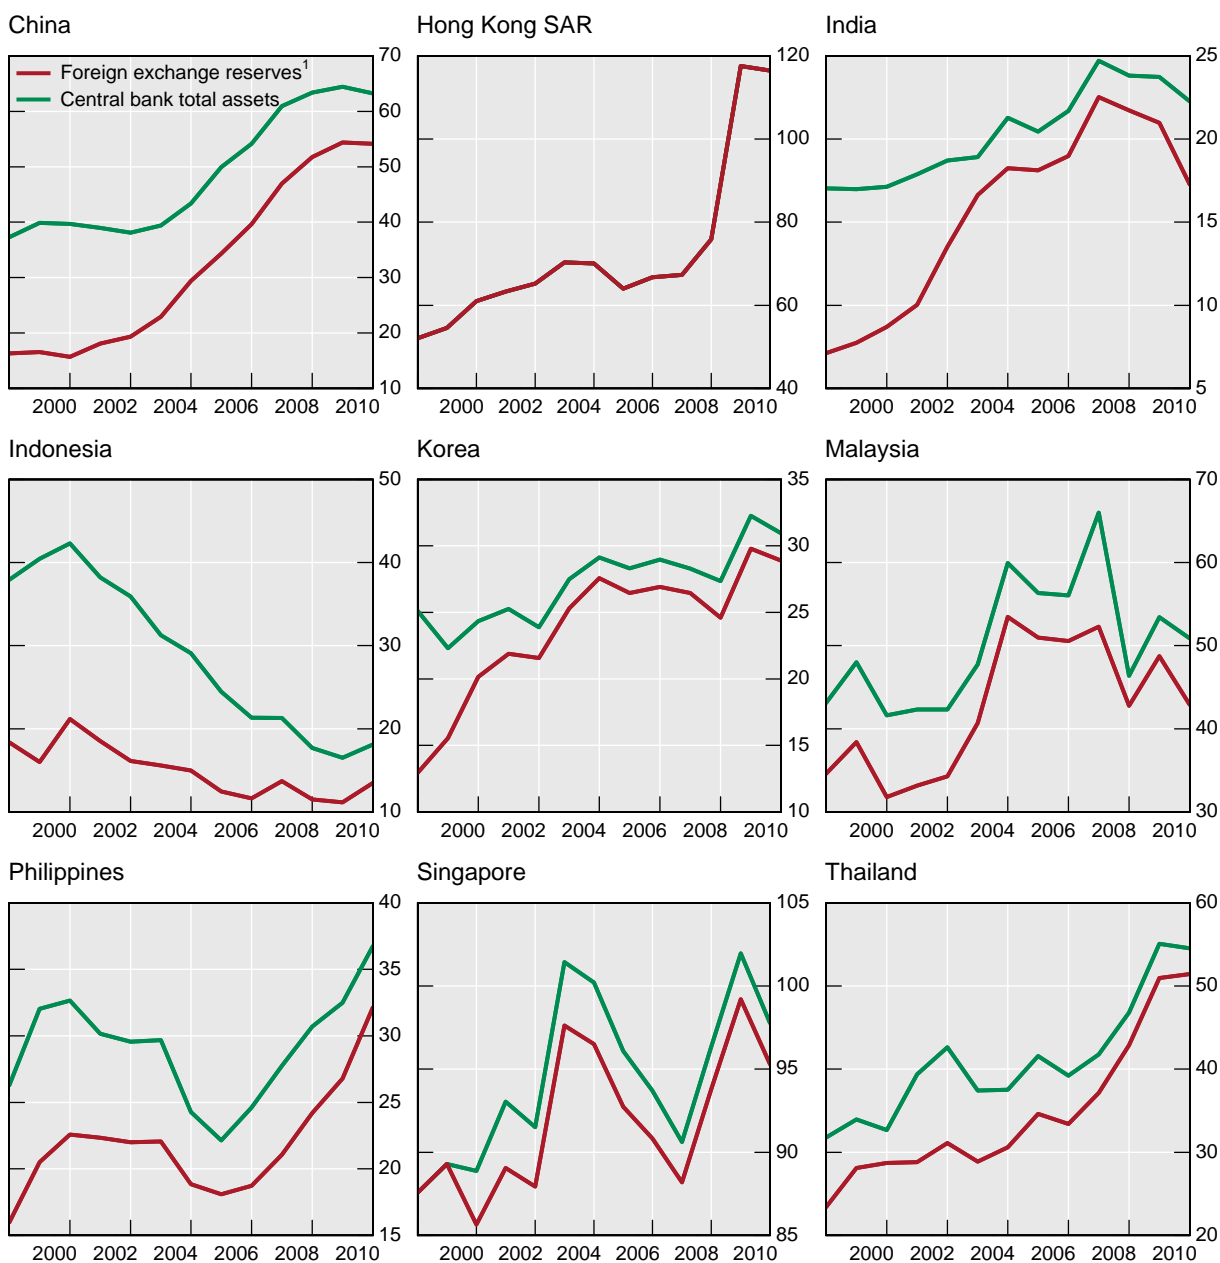 China
Hong Kong SAR
India
Foreign exchange reserves1
Central bank total assets
70
60
50
40
30
20
10
120
100
80
60
40
25
20
15
10
5
2000 2002 2004 2006 2008 2010
2000 2002 2004 2006 2008 2010
2000 2002 2004 2006 2008 2010
Indonesia
Korea
Malaysia
50
40
30
20
10
35
30
25
20
15
10
70
60
50
40
30
2000 2002 2004 2006 2008 2010
2000 2002 2004 2006 2008 2010
2000 2002 2004 2006 2008 2010
Philippines
Singapore
Thailand
40
35
30
25
20
15
105
100
95
90
85
60
50
40
30
20
2000 2002 2004 2006 2008 2010
2000 2002 2004 2006 2008 2010
2000 2002 2004 2006 2008 2010